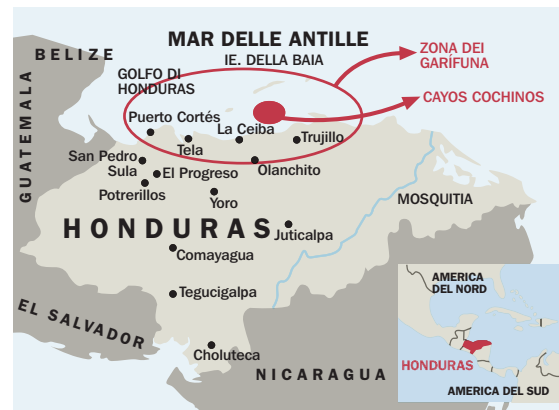 MAR DELLE ANTILLE
IE. DELLA BAIA
BELIZE
ZONA DEI
GARÍFUNA
GOLFO DI
HONDURAS
CAYOS COCHINOS
GUATEMALA
Puerto Cortés
La Ceiba
Tela
Trujillo
San Pedro
Sula
El Progreso
Olanchito
Potrerillos
Yoro
MOSQUITIA
HONDURAS
Juticalpa
Comayagua
Tegucigalpa
EL SALVADOR
Choluteca
NICARAGUA
AMERICA
DEL NORD
HONDURAS
AMERICA DEL SUD